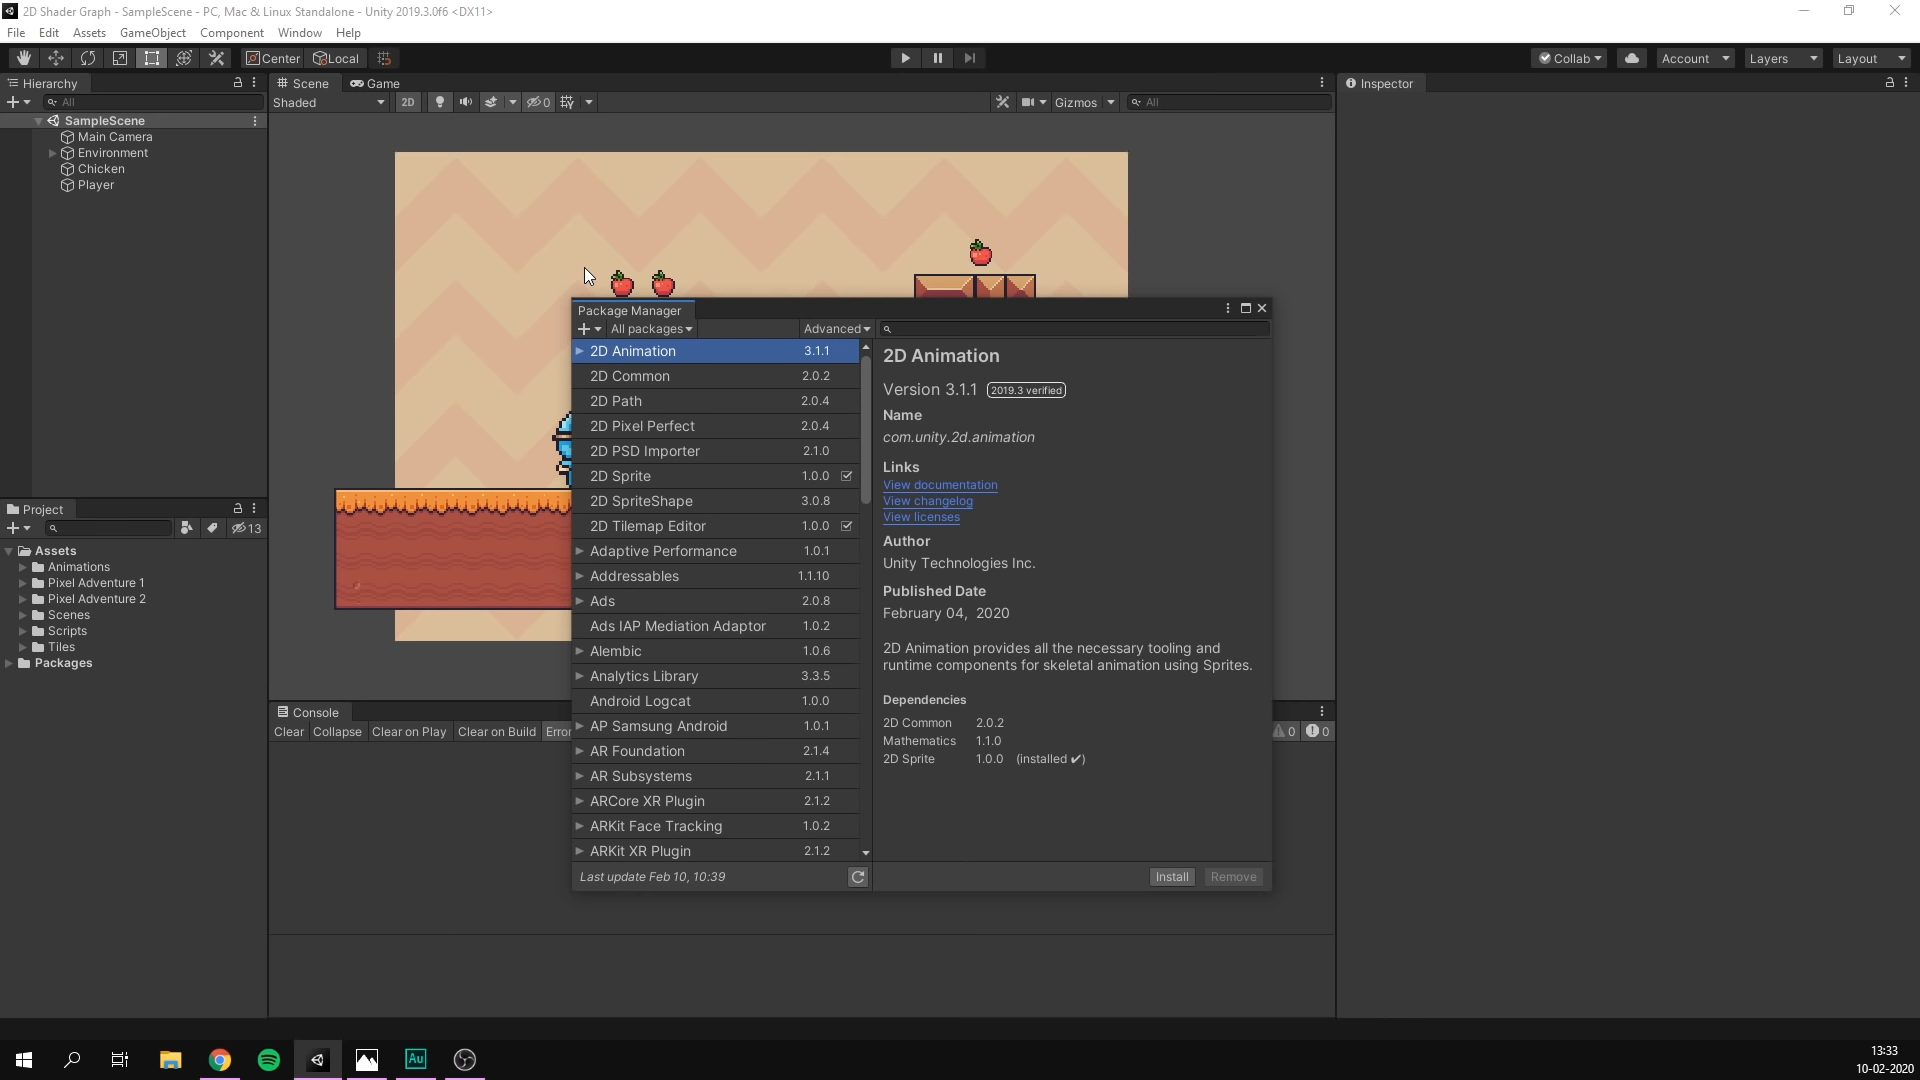 2D Shader Graph - SampleScene - PC, Mac & Linux Standalone - Unity 2019.3.0f6 <DX11>
File Edit Assets GameObject Component Window Help
Center Local
Collab Account Layers Layout
Hierarchy
All
SampleScene
Main Camera
Environment
Chicken
Player
Scene Game
Shaded 2D 0 Gizmos All
Inspector
Package Manager
All packages Advanced
2D Animation 3.1.1
2D Common 2.0.2
2D Path 2.0.4
2D Pixel Perfect 2.0.4
2D PSD Importer 2.1.0
2D Sprite 1.0.0
2D SpriteShape 3.0.8
2D Tilemap Editor 1.0.0
Adaptive Performance 1.0.1
Addressables 1.1.10
Ads 2.0.8
Ads IAP Mediation Adaptor 1.0.2
Alembic 1.0.6
Analytics Library 3.3.5
Android Logcat 1.0.0
AP Samsung Android 1.0.1
AR Foundation 2.1.4
AR Subsystems 2.1.1
ARCore XR Plugin 2.1.2
ARKit Face Tracking 1.0.2
ARKit XR Plugin 2.1.2
Last update Feb 10, 10:39
2D Animation
Version 3.1.1 2019.3 verified
Name
com.unity.2d.animation
Links
View documentation
View changelog
View licenses
Author
Unity Technologies Inc.
Published Date
February 04, 2020
2D Animation provides all the necessary tooling and
runtime components for skeletal animation using Sprites.
Dependencies
2D Common 2.0.2
Mathematics 1.1.0
2D Sprite 1.0.0 (installed ✔)
Install Remove
Project
13
Assets
Animations
Pixel Adventure 1
Pixel Adventure 2
Scenes
Scripts
Tiles
Packages
Console
Clear Collapse Clear on Play Clear on Build Error
0 0
Au
13:33
10-02-2020